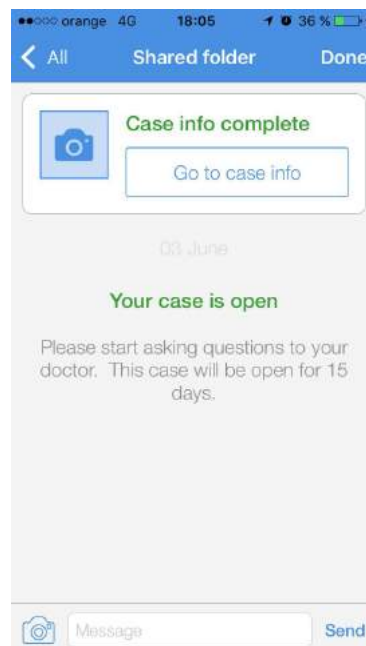 orange 4G 18:05 36 %
All Shared folder Done
Case info complete
Go to case info
03 June
Your case is open
Please start asking questions to your
doctor. This case will be open for 15
days.
Message Send